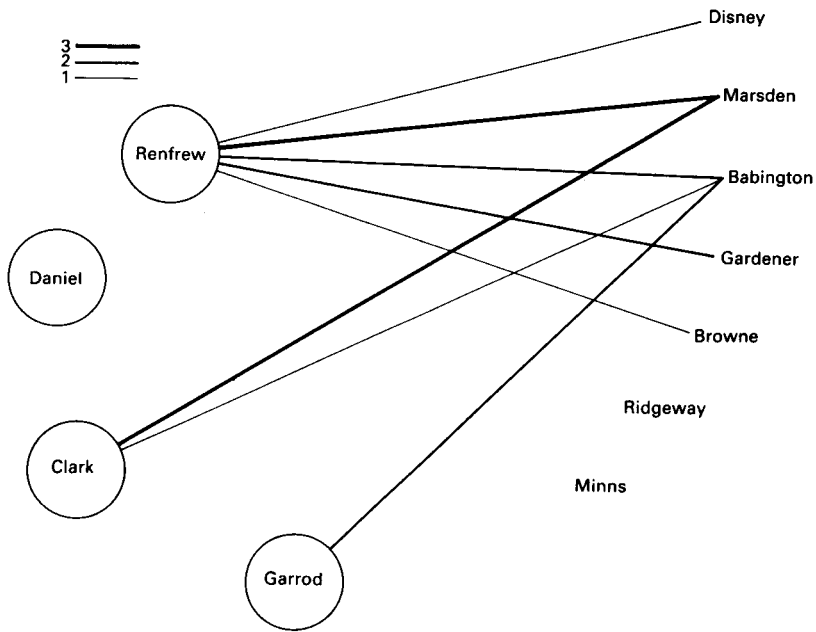 3
2
1
Disney
Marsden
Renfrew
Babington
Gardener
Daniel
Browne
Ridgeway
Clark
Minns
Garrod